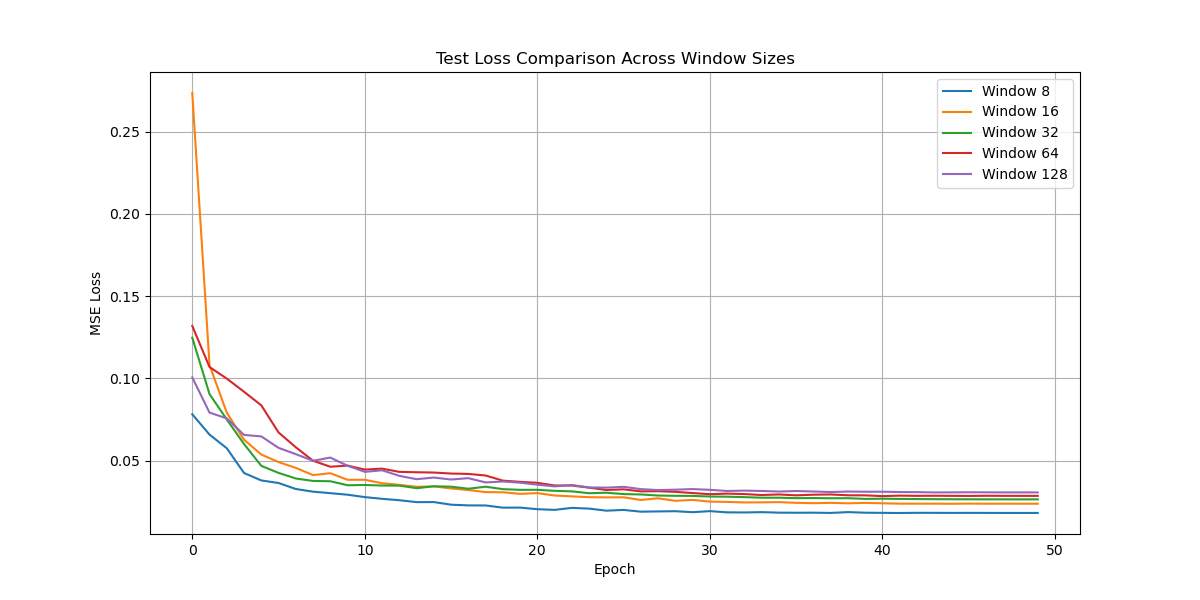 Test Loss Comparison Across Window Sizes
MSE Loss
0.25
0.20
0.15
0.10
0.05
Window 8
Window 16
Window 32
Window 64
Window 128
0 10 20 30 40 50
Epoch